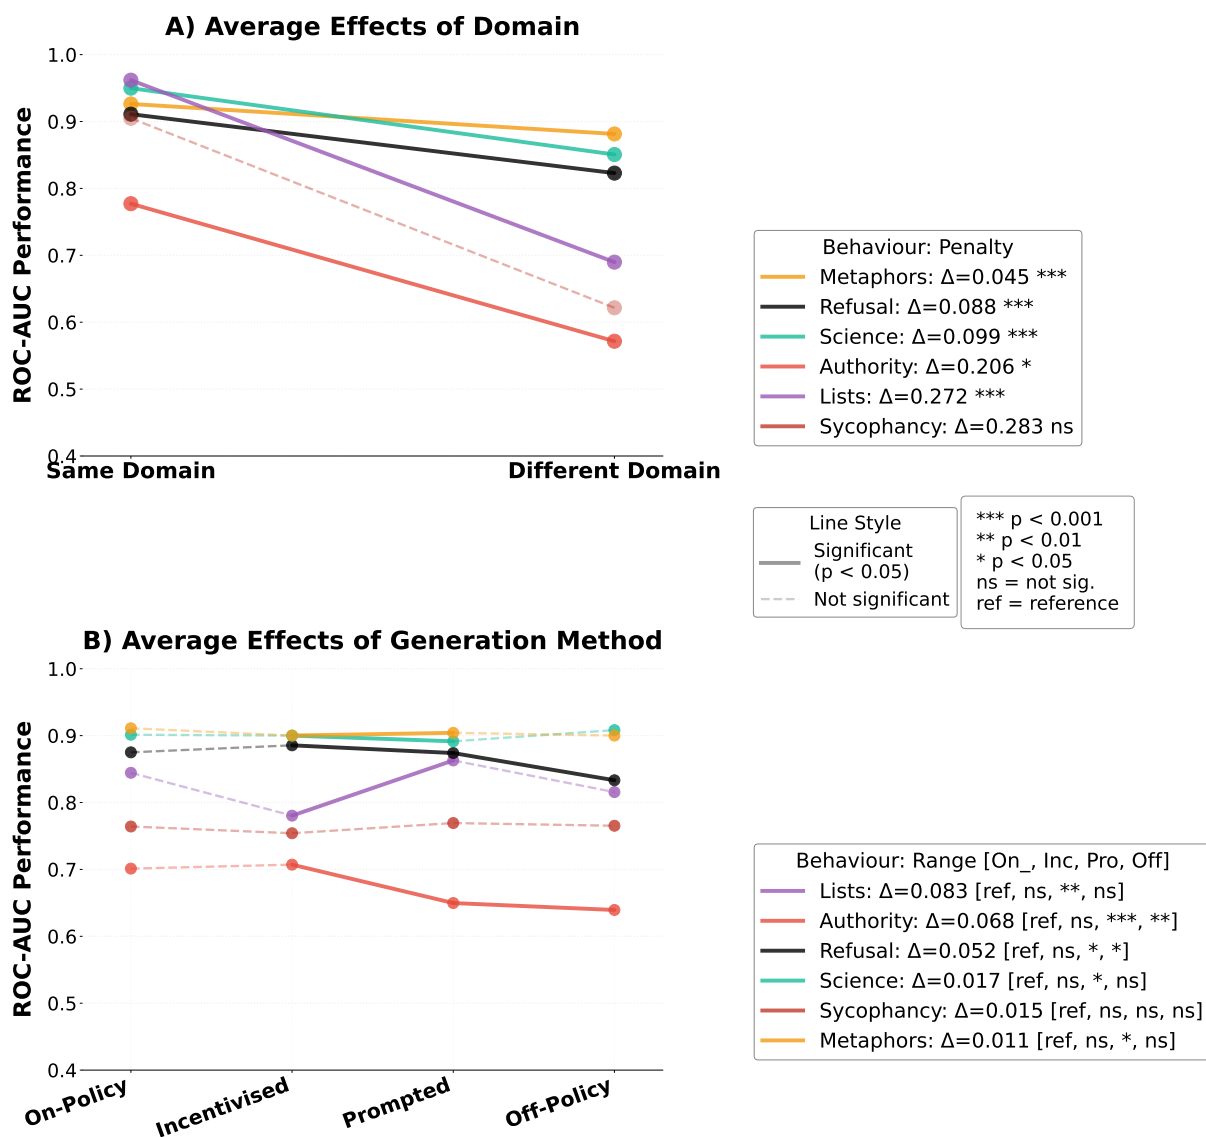 A) Average Effects of Domain
ROC-AUC Performance
1.0
0.9
0.8
0.7
0.6
0.5
0.4
Same Domain
Different Domain
Behaviour: Penalty
Metaphors: Δ=0.045 ***
Refusal: Δ=0.088 ***
Science: Δ=0.099 ***
Authority: Δ=0.206 *
Lists: Δ=0.272 ***
Sycophancy: Δ=0.283 ns
Line Style
Significant
(p < 0.05)
Not significant
*** p < 0.001
** p < 0.01
* p < 0.05
ns = not sig.
ref = reference
B) Average Effects of Generation Method
ROC-AUC Performance
1.0
0.9
0.8
0.7
0.6
0.5
0.4
On-Policy
Incentivised
Prompted
Off-Policy
Behaviour: Range [On_, Inc, Pro, Off]
Lists: Δ=0.083 [ref, ns, **, ns]
Authority: Δ=0.068 [ref, ns, ***, **]
Refusal: Δ=0.052 [ref, ns, *, *]
Science: Δ=0.017 [ref, ns, *, ns]
Sycophancy: Δ=0.015 [ref, ns, ns, ns]
Metaphors: Δ=0.011 [ref, ns, *, ns]